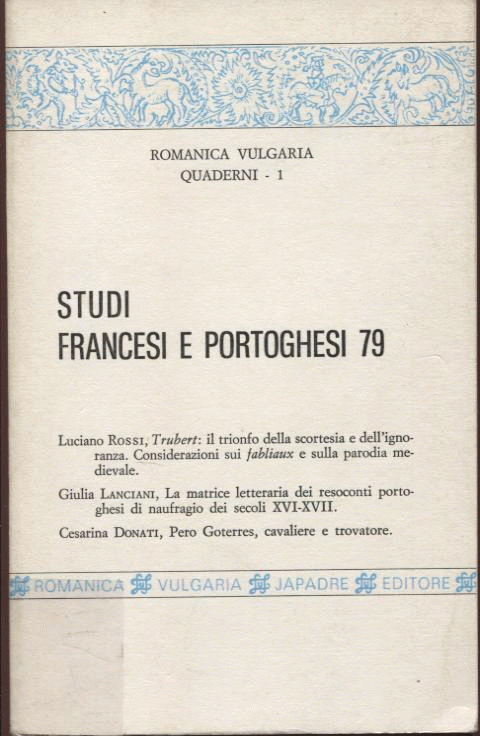 ROMANICA VULGARIA
QUADERNI - 1
STUDI
FRANCESI E PORTOGHESI 79
Luciano ROSSI, Trubert: il trionfo della scortesia e dell'igno-
ranza. Considerazioni sui fabliaux e sulla parodia me-
dievale.
Giulia LANCIANI, La matrice letteraria dei resoconti porto-
ghesi di naufragio dei secoli XVI-XVII.
Cesarina DONATI, Pero Goterres, cavaliere e trovatore.
ROMANICA VULGARIA JAPADRE EDITORE